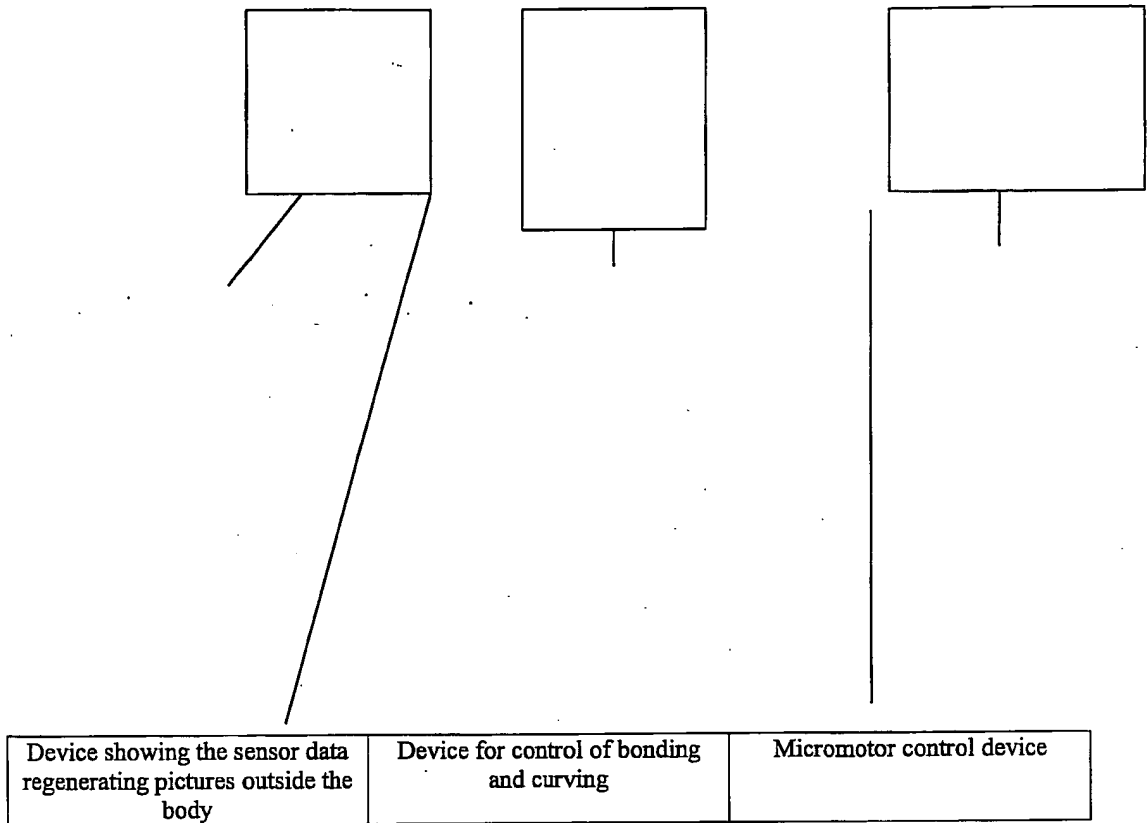 Device showing the sensor data
regenerating pictures outside the
body
Device for control of bonding
and curving
Micromotor control device